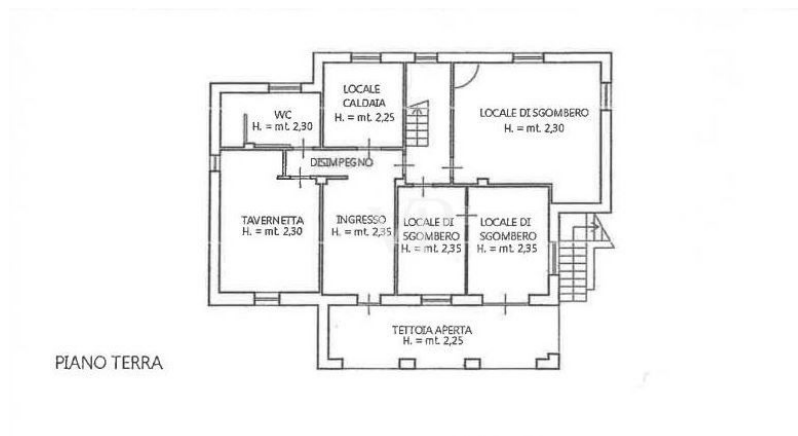 LOCALE
CALDAIA
H. = mt. 2,25
WC
H. = mt. 2,30
LOCALE DI SGOMBERO
H. = mt. 2,30
DISIMPEGNO
TAVERNETTA
H. = mt. 2,30
INGRESSO
H. = mt. 2,35
LOCALE DI
SGOMBERO
H. = mt. 2,35
LOCALE DI
SGOMBERO
H. = mt. 2,35
TETTOIA APERTA
H. = mt. 2,25
PIANO TERRA